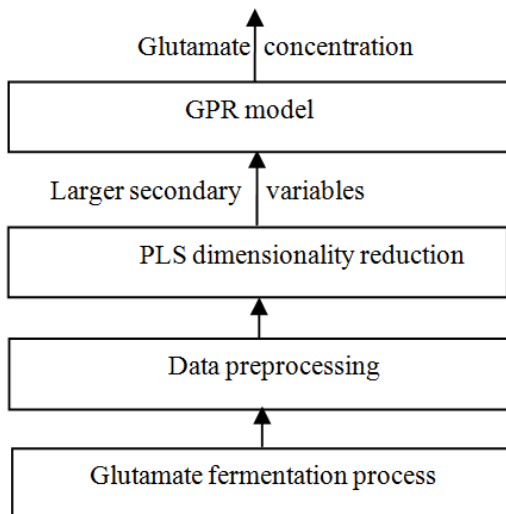 Glutamate concentration
GPR model
Larger secondary variables
PLS dimensionality reduction
Data preprocessing
Glutamate fermentation process